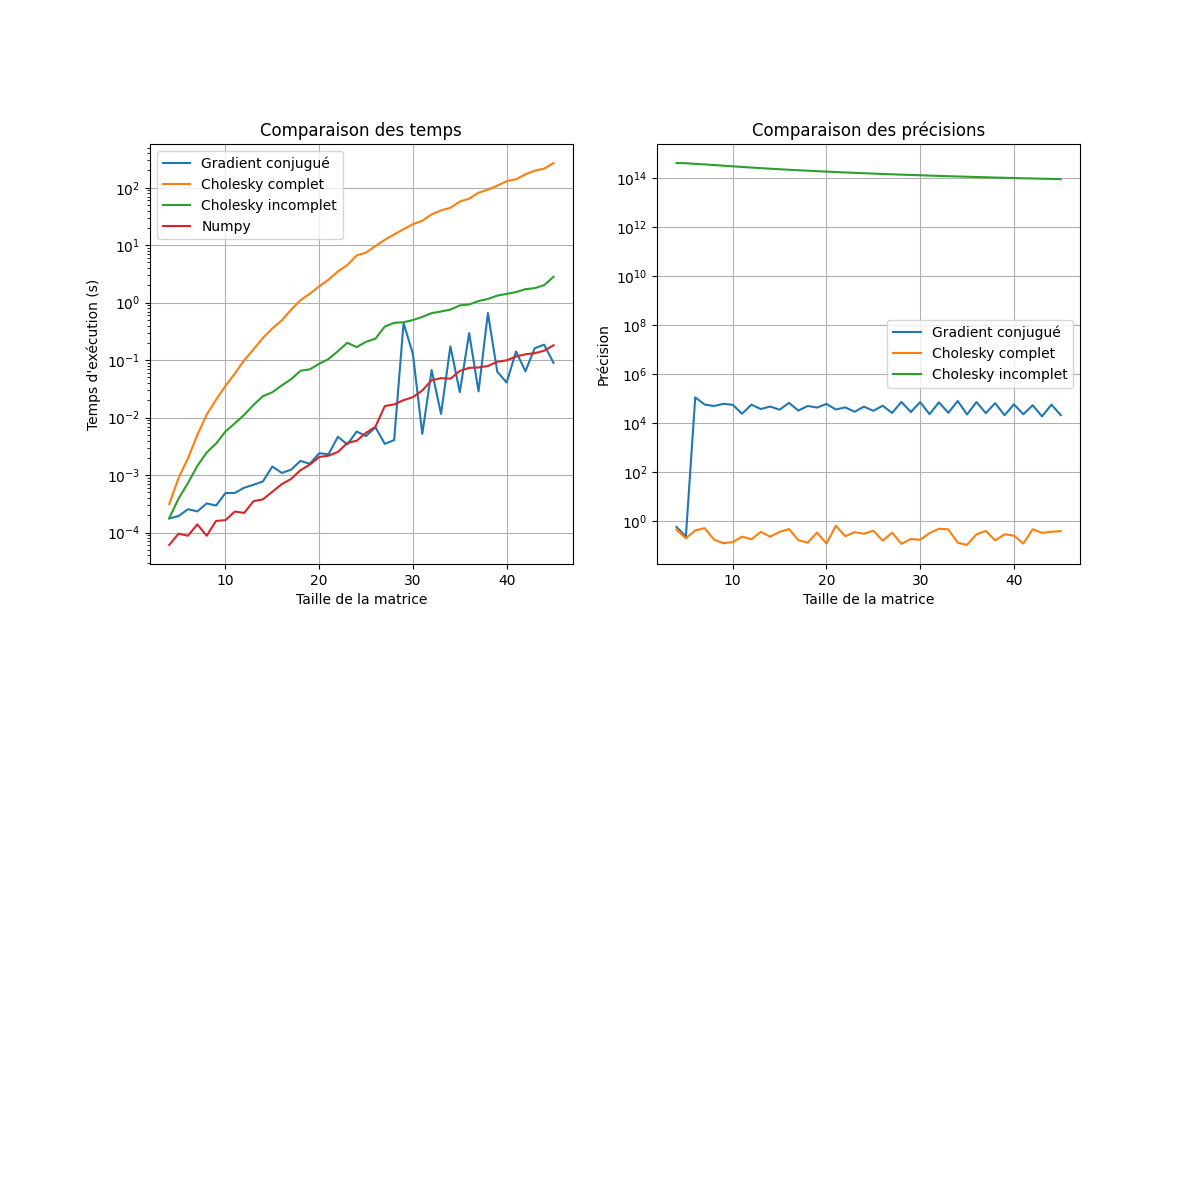 Comparaison des temps
Gradient conjugué
Cholesky complet
Cholesky incomplet
Numpy
10²
10¹
10⁰
10⁻¹
10⁻²
10⁻³
10⁻⁴
Temps d'exécution (s)
10 20 30 40
Taille de la matrice
Comparaison des précisions
10¹⁴
10¹²
10¹⁰
10⁸
10⁶
10⁴
10²
10⁰
Précision
Gradient conjugué
Cholesky complet
Cholesky incomplet
10 20 30 40
Taille de la matrice